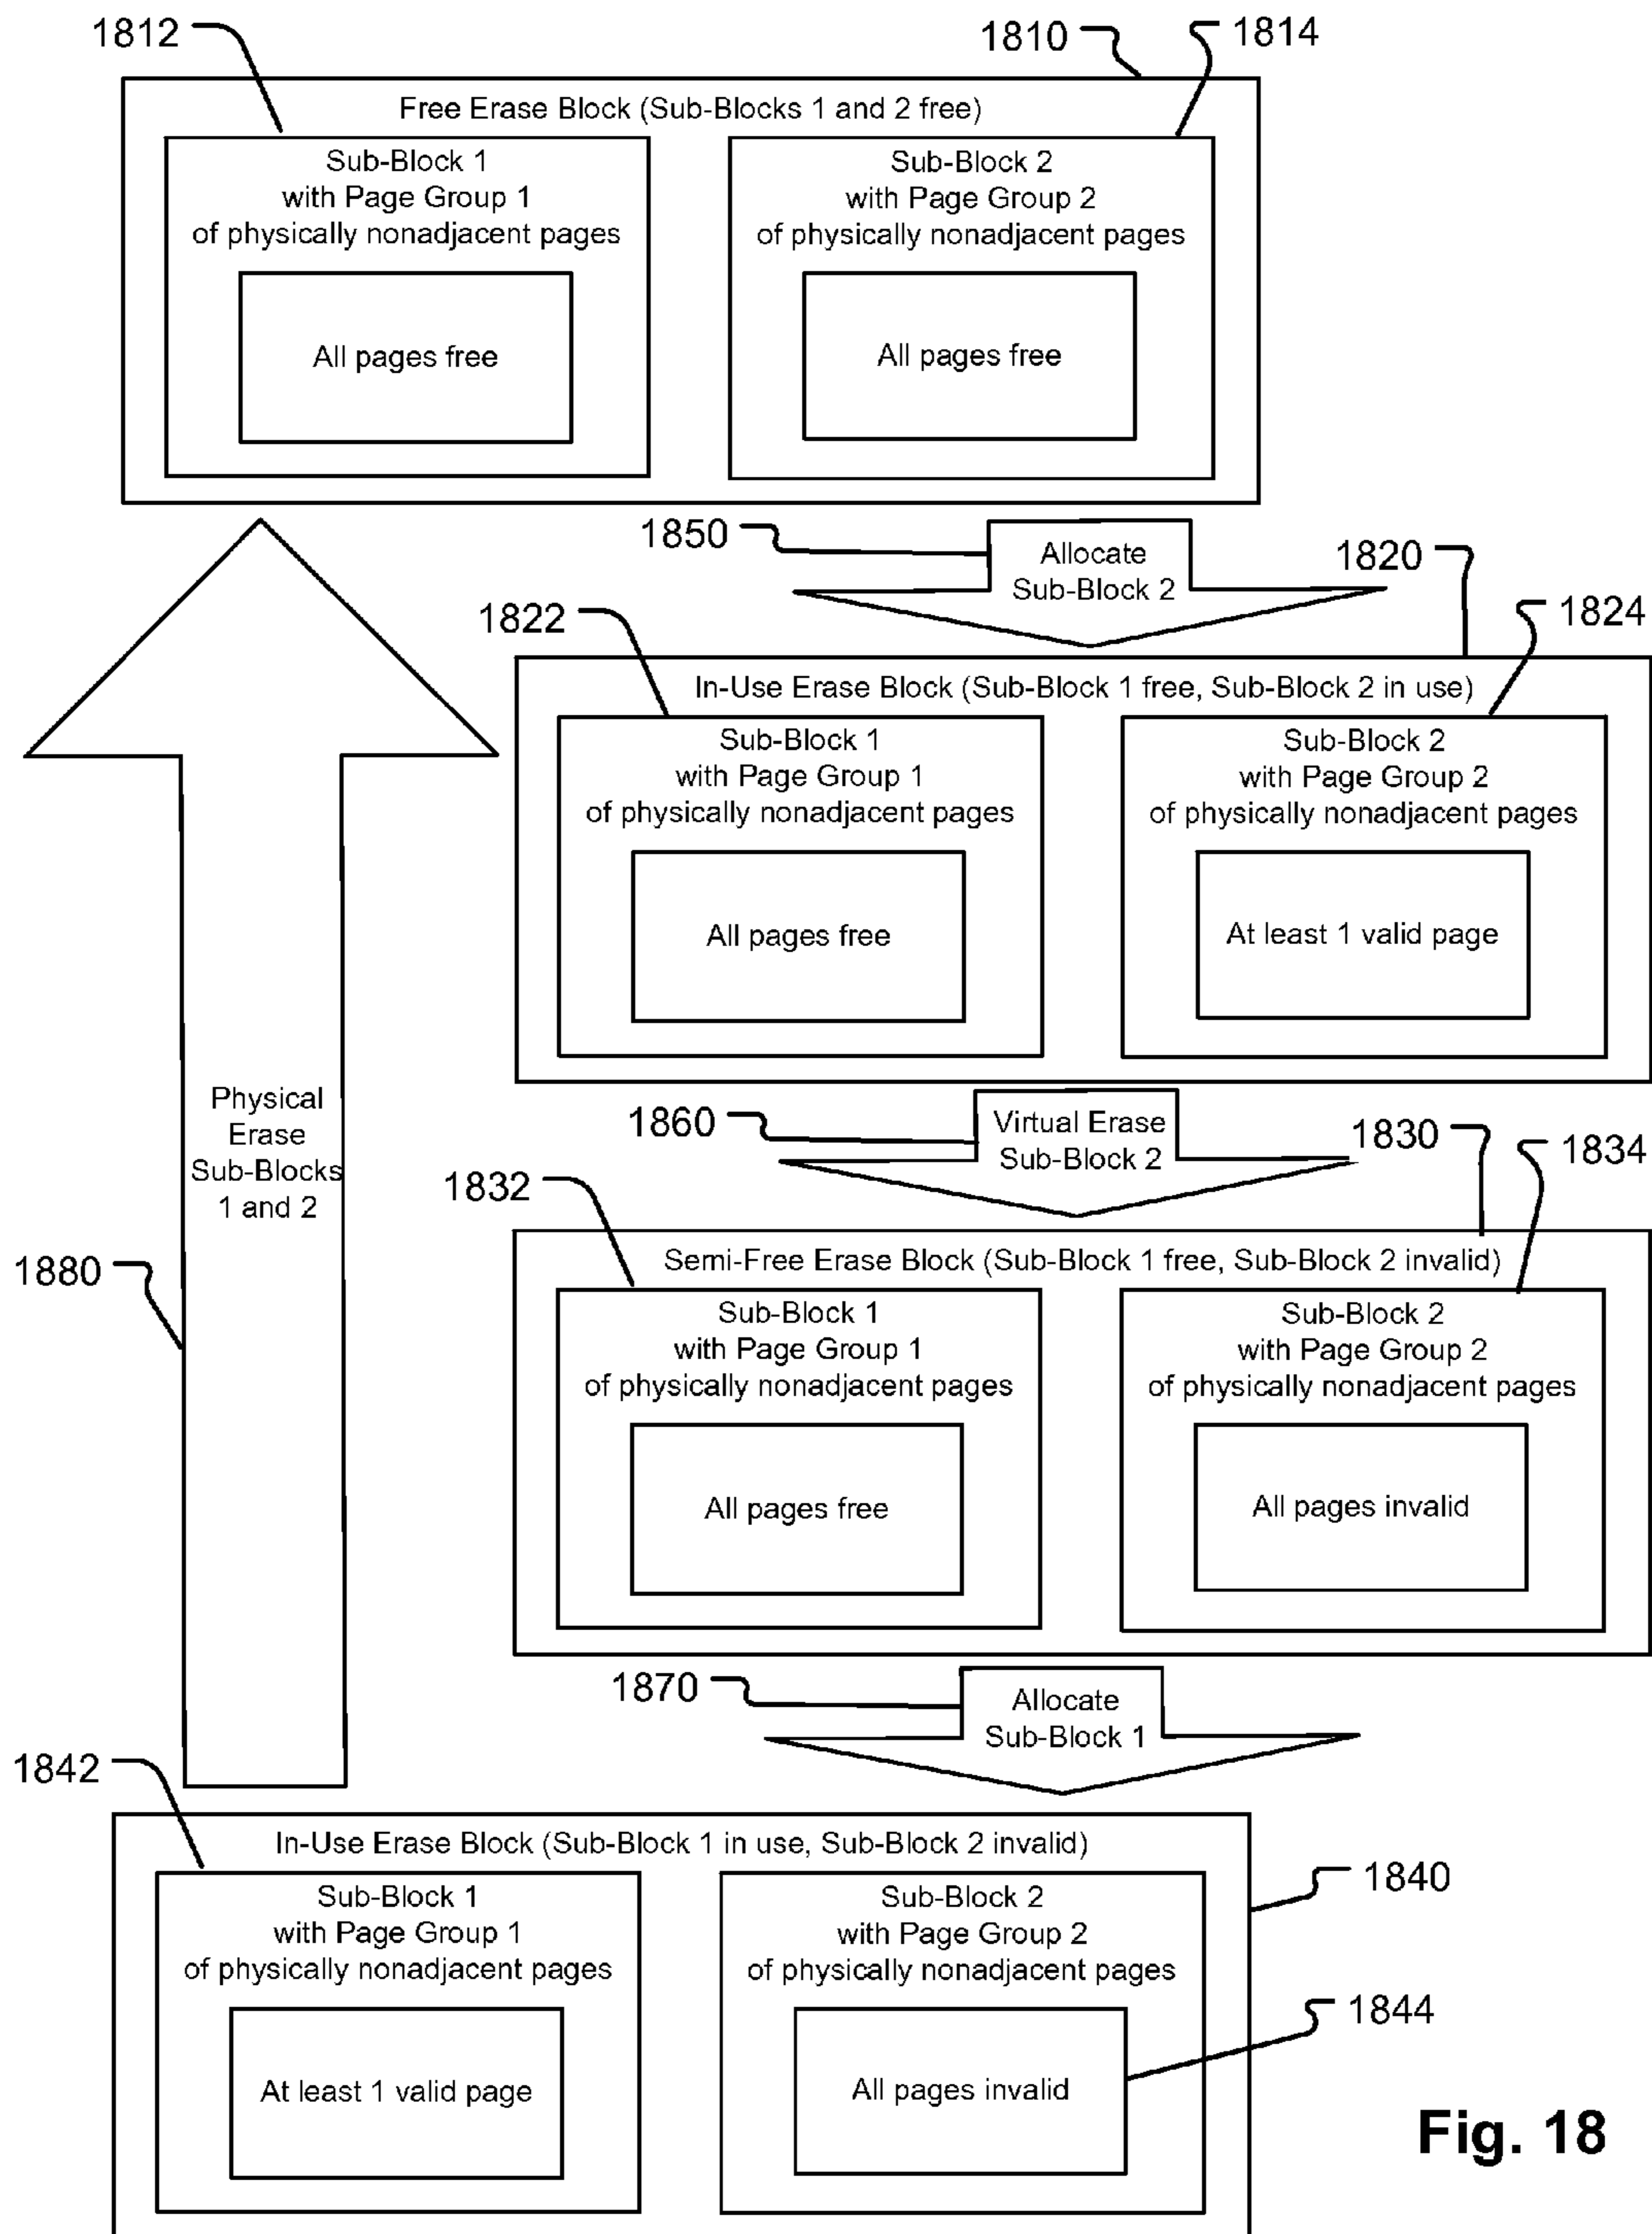 1812
1810
1814
Free Erase Block (Sub-Blocks 1 and 2 free)
Sub-Block 1
with Page Group 1
of physically nonadjacent pages
All pages free
Sub-Block 2
with Page Group 2
of physically nonadjacent pages
All pages free
1850
Allocate
Sub-Block 2
1820
1822
1824
In-Use Erase Block (Sub-Block 1 free, Sub-Block 2 in use)
Sub-Block 1
with Page Group 1
of physically nonadjacent pages
All pages free
Sub-Block 2
with Page Group 2
of physically nonadjacent pages
At least 1 valid page
Physical
Erase
Sub-Blocks
1 and 2
1880
1860
Virtual Erase
Sub-Block 2
1830
1832
1834
Semi-Free Erase Block (Sub-Block 1 free, Sub-Block 2 invalid)
Sub-Block 1
with Page Group 1
of physically nonadjacent pages
All pages free
Sub-Block 2
with Page Group 2
of physically nonadjacent pages
All pages invalid
1870
Allocate
Sub-Block 1
1842
1840
In-Use Erase Block (Sub-Block 1 in use, Sub-Block 2 invalid)
Sub-Block 1
with Page Group 1
of physically nonadjacent pages
At least 1 valid page
Sub-Block 2
with Page Group 2
of physically nonadjacent pages
All pages invalid
1844
Fig. 18